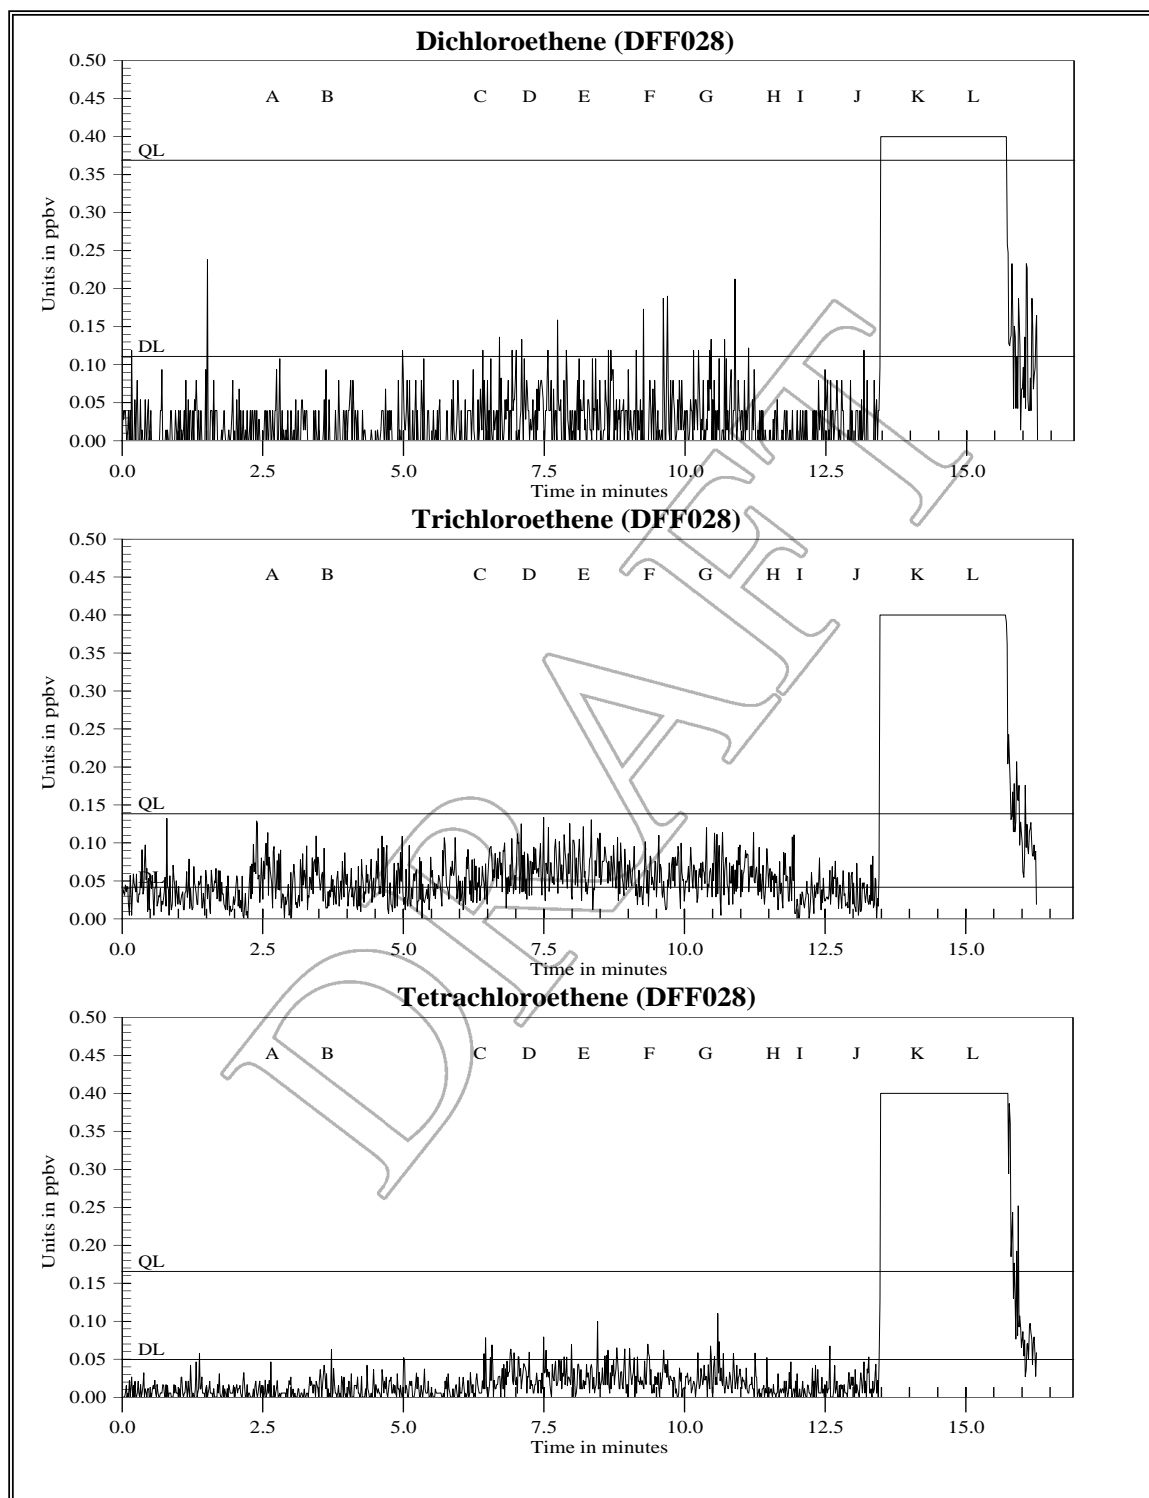 Dichloroethene (DFF028)
0.50
0.45
0.40
0.35
0.30
0.25
0.20
0.15
0.10
0.05
0.00
Units in ppbv
A B C D E F G H I J K L
QL
DL
0.0 2.5 5.0 7.5 10.0 12.5 15.0
Time in minutes
Trichloroethene (DFF028)
0.50
0.45
0.40
0.35
0.30
0.25
0.20
0.15
0.10
0.05
0.00
Units in ppbv
A B C D E F G H I J K L
QL
DL
0.0 2.5 5.0 7.5 10.0 12.5 15.0
Time in minutes
Tetrachloroethene (DFF028)
0.50
0.45
0.40
0.35
0.30
0.25
0.20
0.15
0.10
0.05
0.00
Units in ppbv
A B C D E F G H I J K L
QL
DL
0.0 2.5 5.0 7.5 10.0 12.5 15.0
Time in minutes
DRAFT